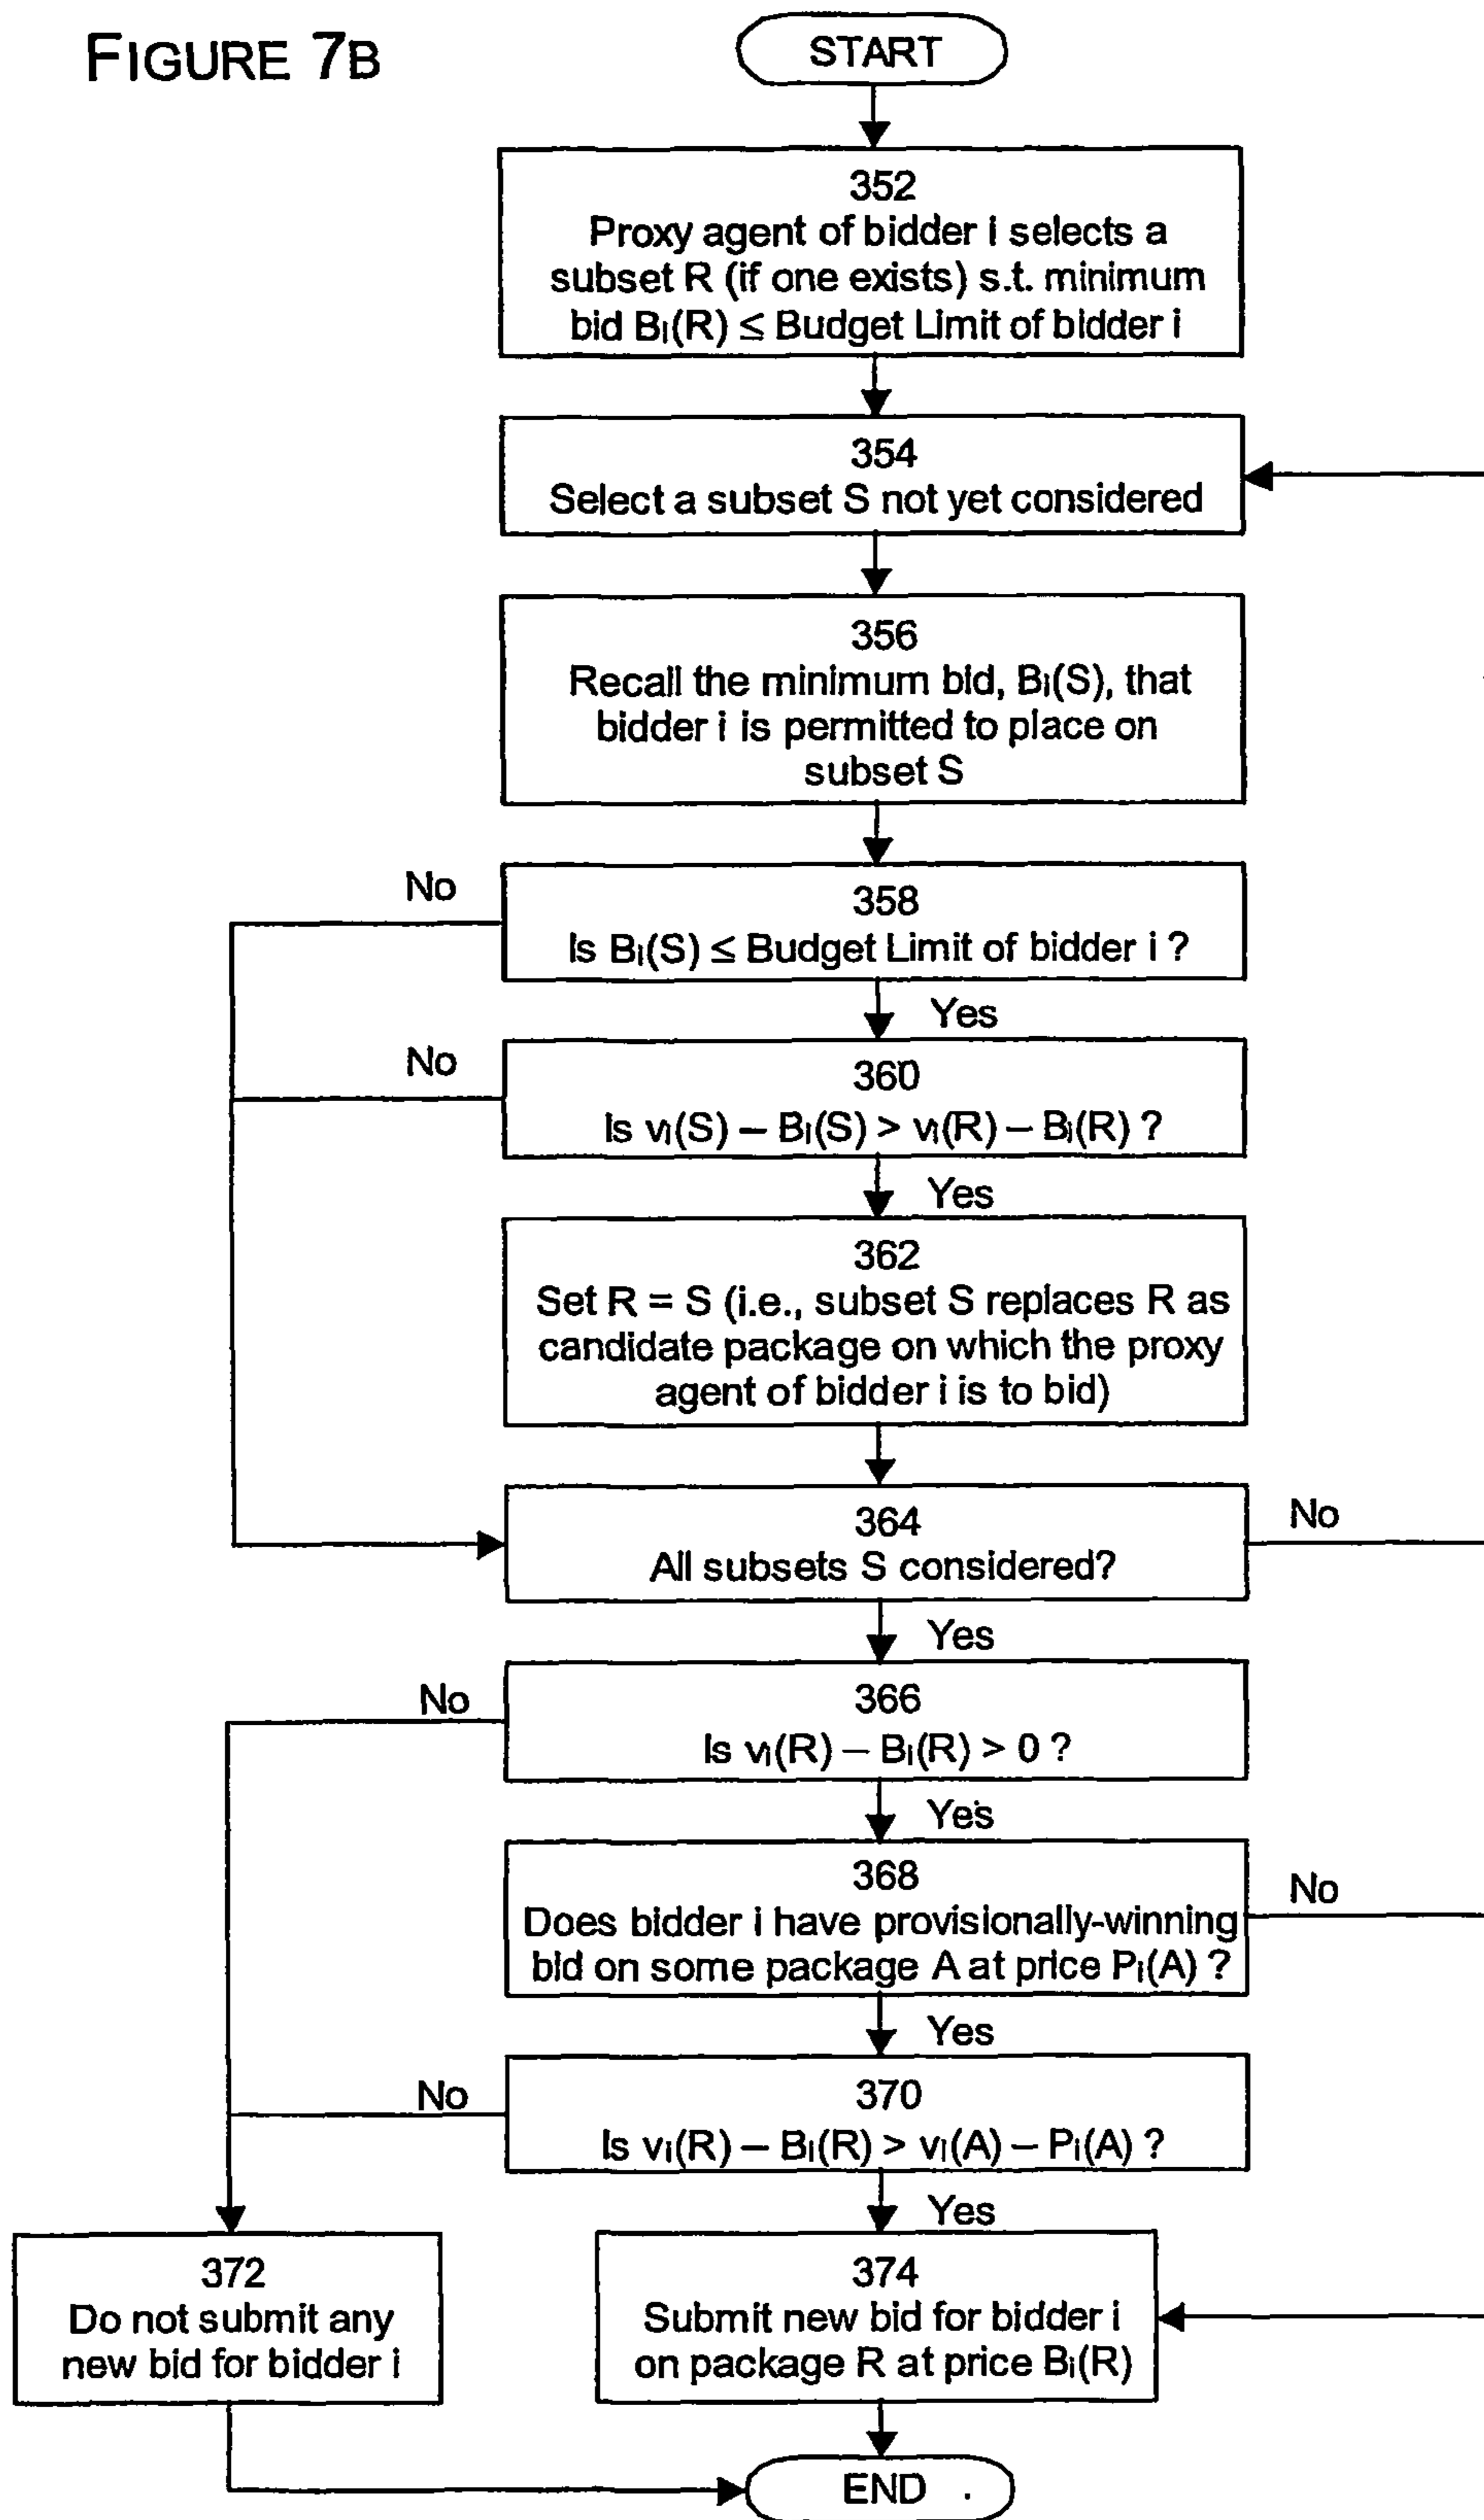 FIGURE 7B
START
352
Proxy agent of bidder i selects a
subset R (if one exists) s.t. minimum
bid Bi(R) ≤ Budget Limit of bidder i
354
Select a subset S not yet considered
356
Recall the minimum bid, Bi(S), that
bidder i is permitted to place on
subset S
No
358
Is Bi(S) ≤ Budget Limit of bidder i ?
Yes
No
360
Is vi(S) – Bi(S) > vi(R) – Bi(R) ?
Yes
362
Set R = S (i.e., subset S replaces R as
candidate package on which the proxy
agent of bidder i is to bid)
364
All subsets S considered?
No
Yes
No
366
Is vi(R) – Bi(R) > 0 ?
Yes
368
Does bidder i have provisionally-winning
bid on some package A at price Pi(A) ?
No
Yes
No
370
Is vi(R) – Bi(R) > vi(A) – Pi(A) ?
Yes
372
Do not submit any
new bid for bidder i
374
Submit new bid for bidder i
on package R at price Bi(R)
END